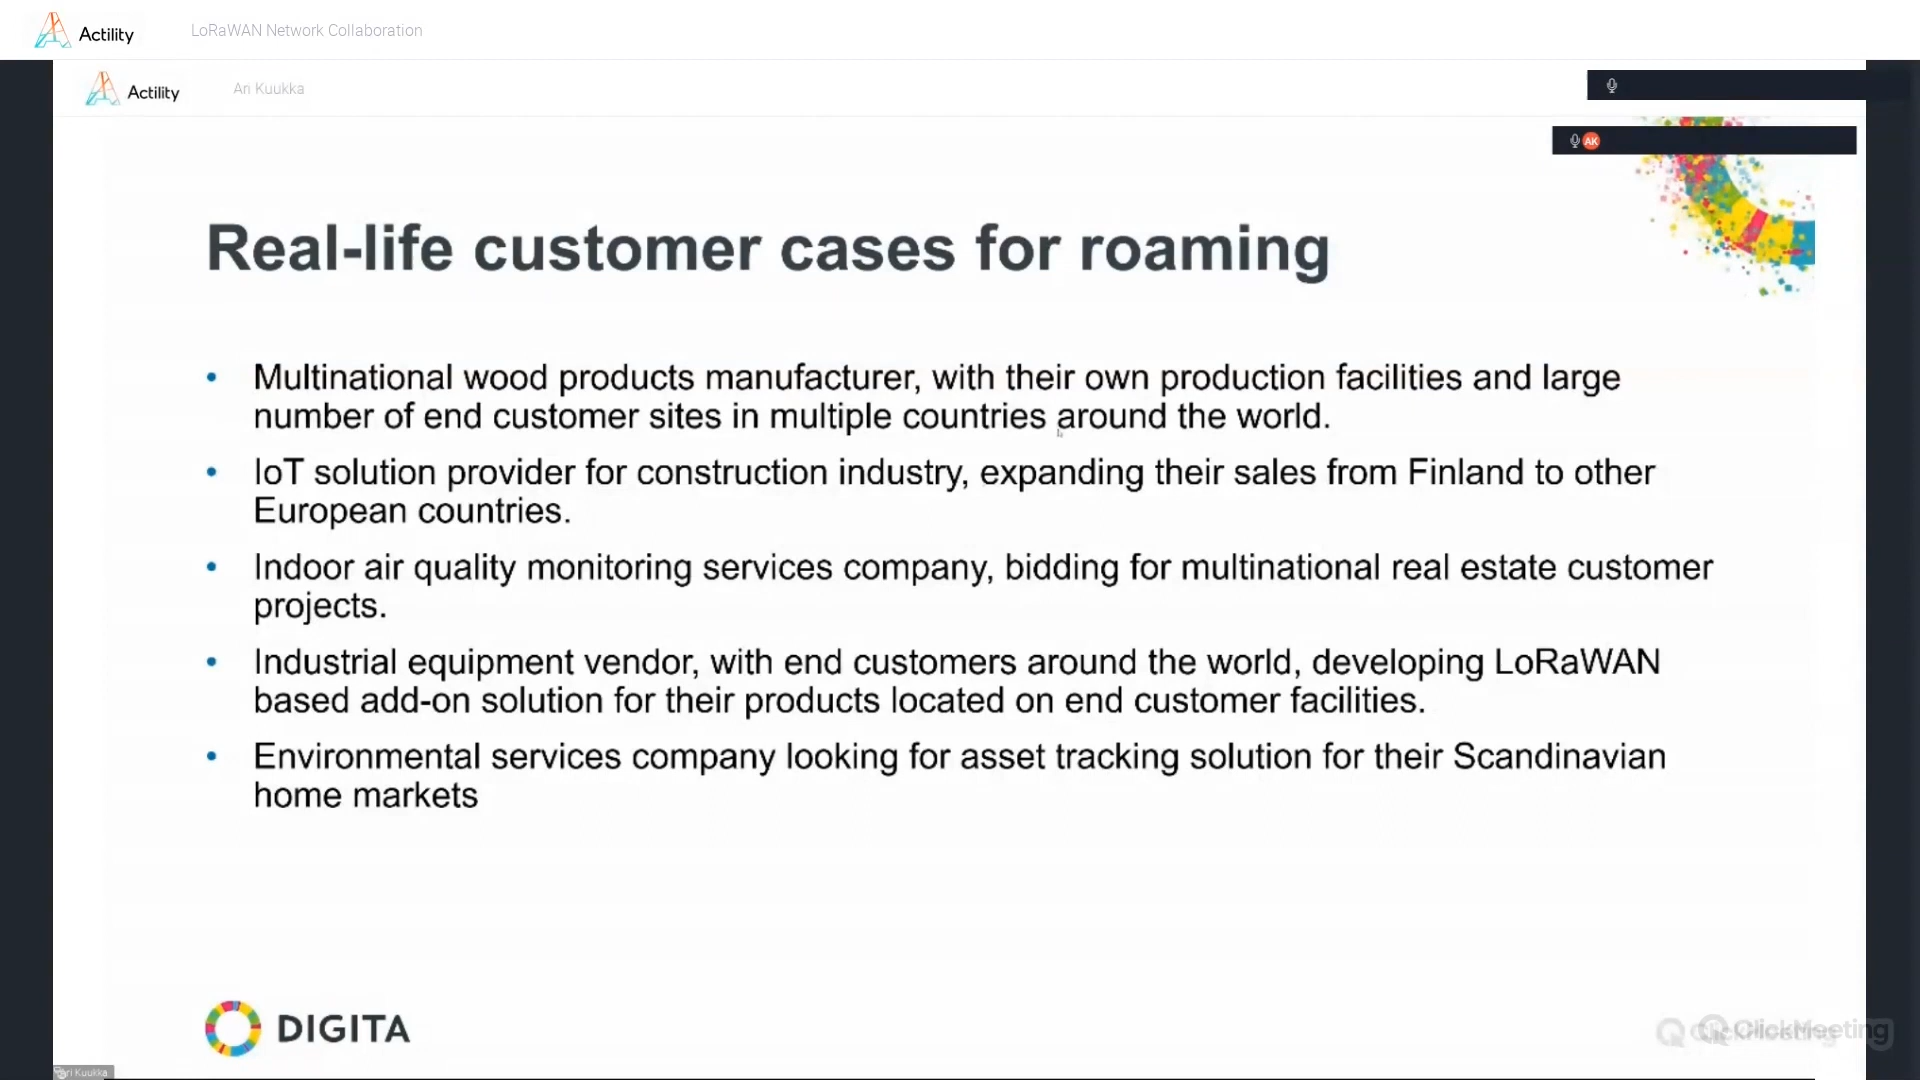 Actility
LoRaWAN Network Collaboration
Actility
Ari Kuukka
AK
Real-life customer cases for roaming
• Multinational wood products manufacturer, with their own production facilities and large
number of end customer sites in multiple countries around the world.
• IoT solution provider for construction industry, expanding their sales from Finland to other
European countries.
• Indoor air quality monitoring services company, bidding for multinational real estate customer
projects.
• Industrial equipment vendor, with end customers around the world, developing LoRaWAN
based add-on solution for their products located on end customer facilities.
• Environmental services company looking for asset tracking solution for their Scandinavian
home markets
DIGITA
ClickMeeting
Ari Kuukka